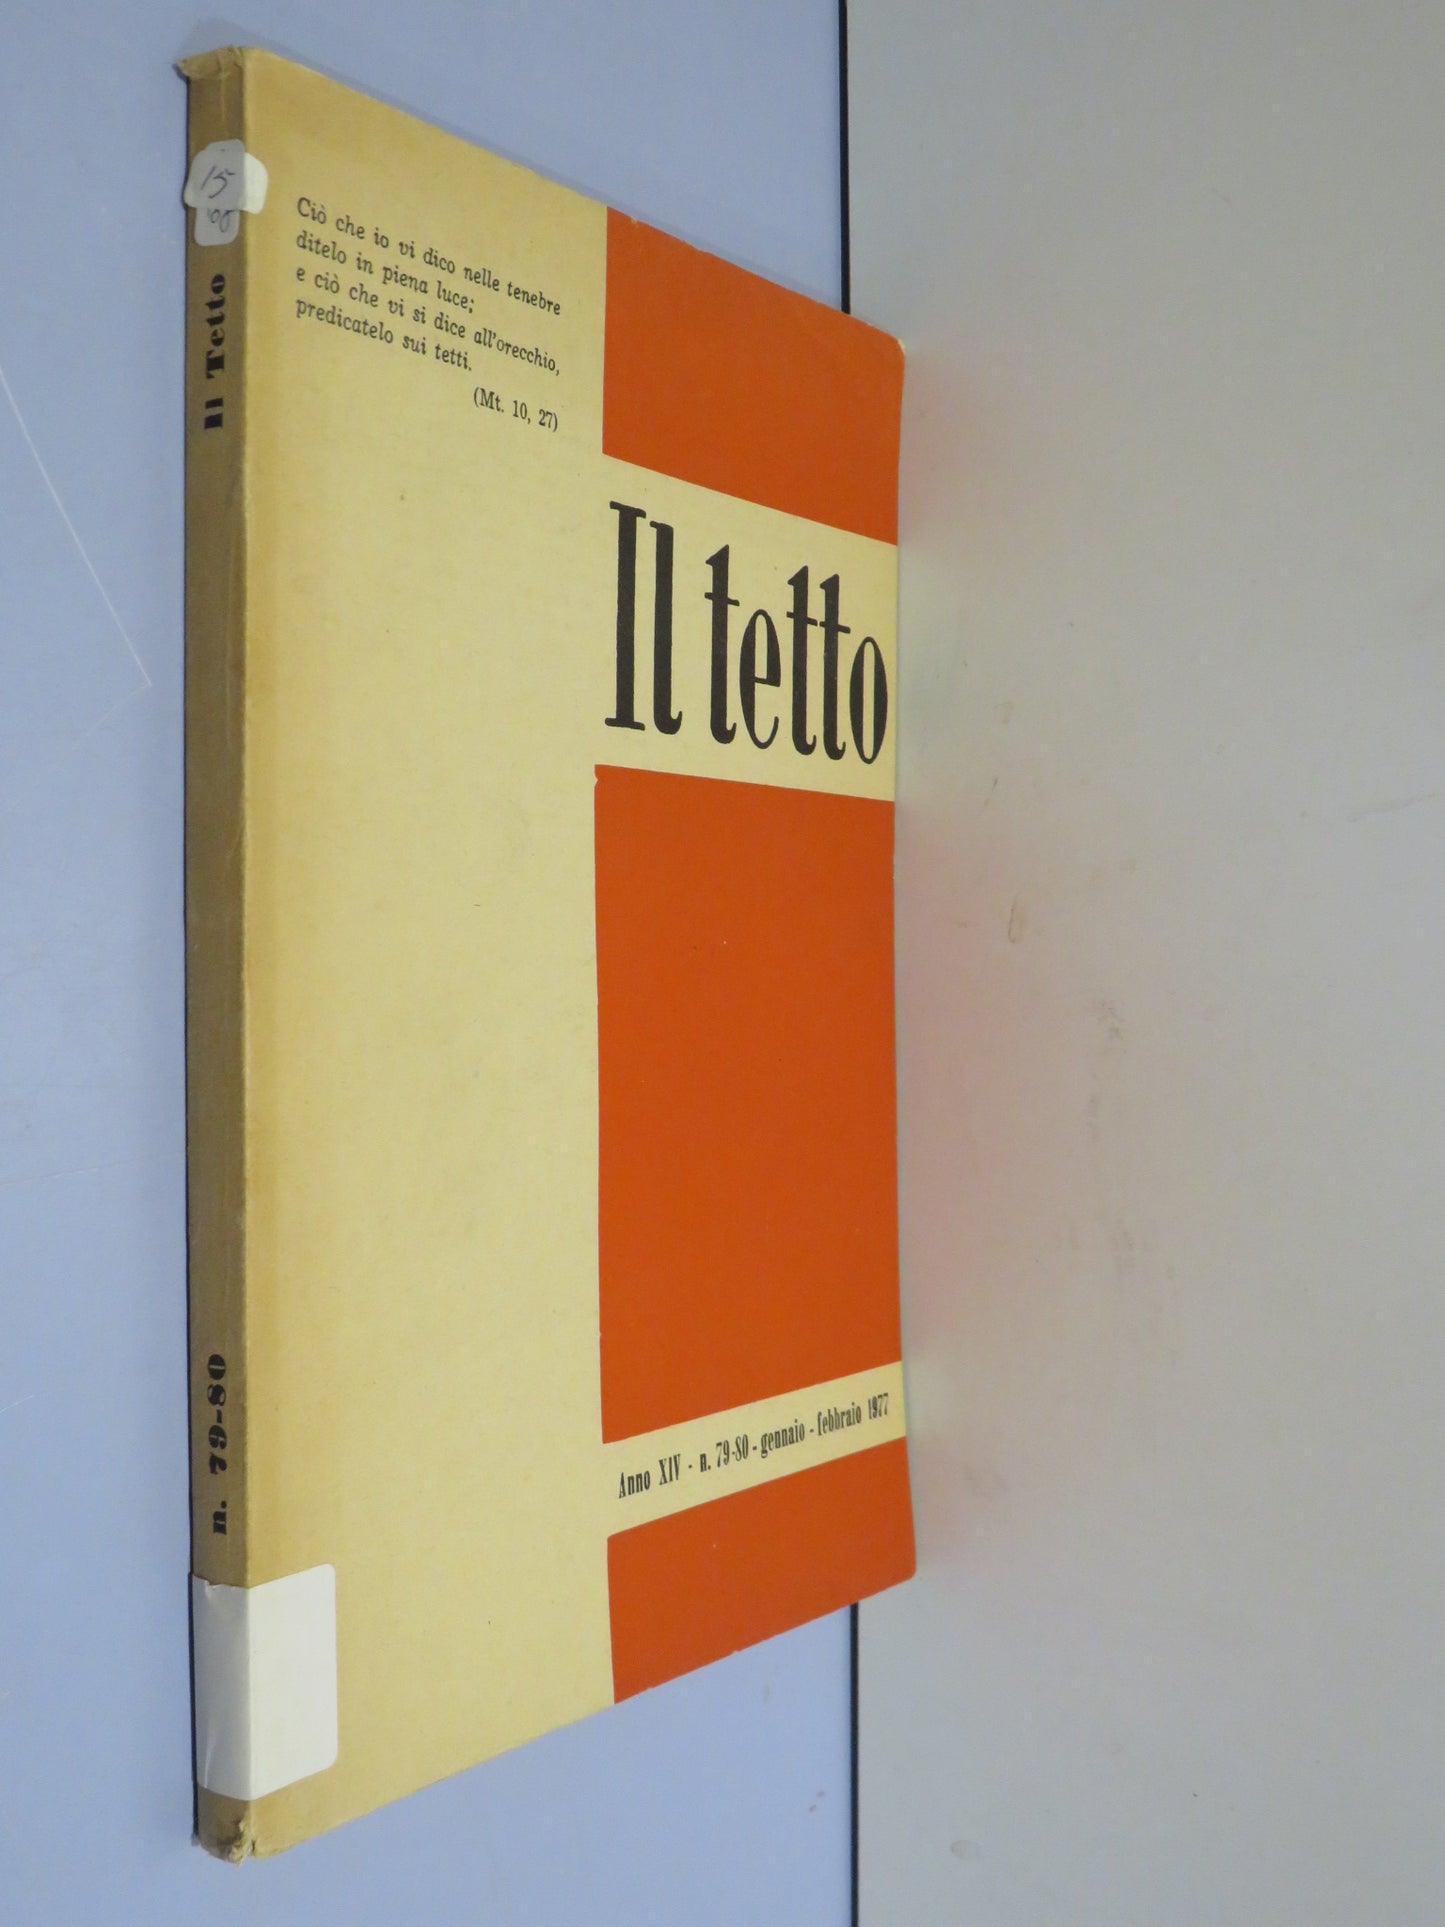 15
Il Tetto
n. 79-80
Ciò che io vi dico nelle tenebre
ditelo in piena luce;
e ciò che vi si dice all'orecchio,
predicatelo sui tetti.
(Mt. 10, 27)
Il tetto
Anno XIV - n. 79-80 - gennaio - febbraio 1977